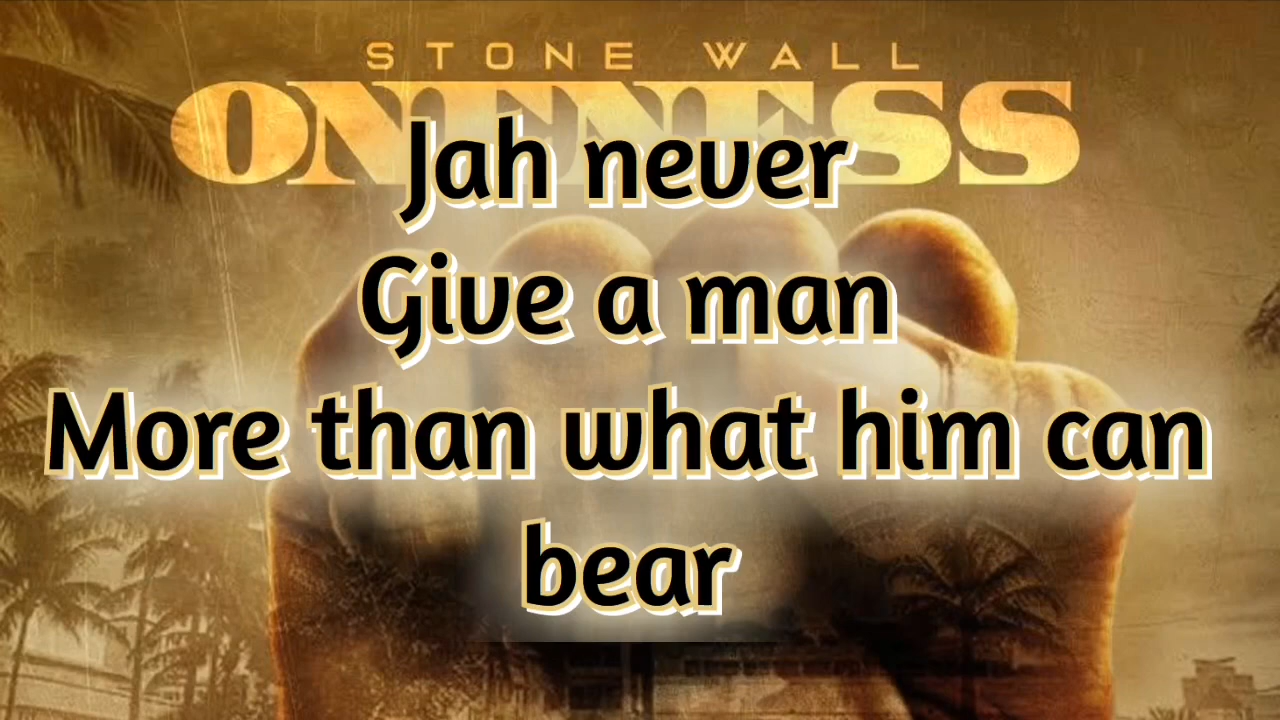 STONE WALL
ONENESS
Jah never
Give a man
More than what him can
bear